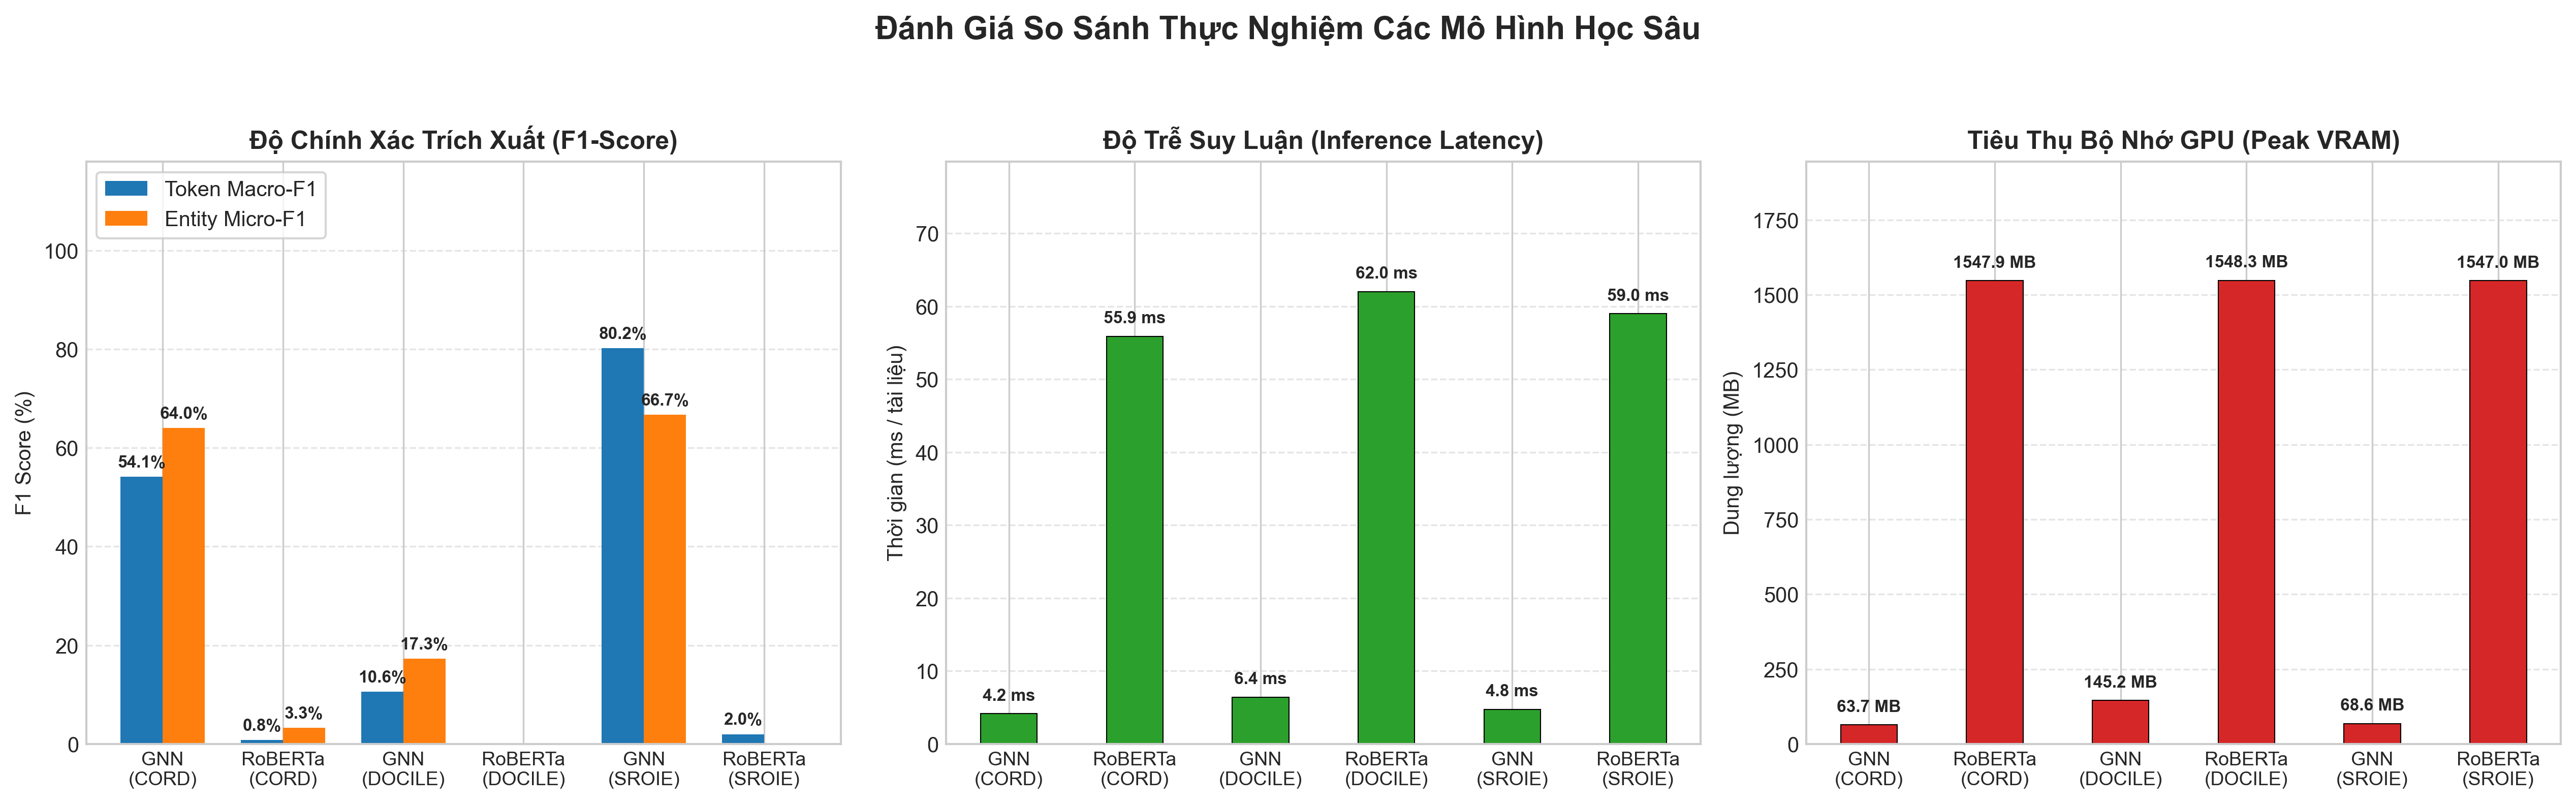 Đánh Giá So Sánh Thực Nghiệm Các Mô Hình Học Sâu
Độ Chính Xác Trích Xuất (F1-Score)
Token Macro-F1
Entity Micro-F1
F1 Score (%)
100
80
60
40
20
0
54.1%
64.0%
0.8%
3.3%
10.6%
17.3%
80.2%
66.7%
2.0%
GNN
(CORD)
RoBERTa
(CORD)
GNN
(DOCILE)
RoBERTa
(DOCILE)
GNN
(SROIE)
RoBERTa
(SROIE)
Độ Trễ Suy Luận (Inference Latency)
Thời gian (ms / tài liệu)
70
60
50
40
30
20
10
0
4.2 ms
55.9 ms
6.4 ms
62.0 ms
4.8 ms
59.0 ms
GNN
(CORD)
RoBERTa
(CORD)
GNN
(DOCILE)
RoBERTa
(DOCILE)
GNN
(SROIE)
RoBERTa
(SROIE)
Tiêu Thụ Bộ Nhớ GPU (Peak VRAM)
Dung lượng (MB)
1750
1500
1250
1000
750
500
250
0
63.7 MB
1547.9 MB
145.2 MB
1548.3 MB
68.6 MB
1547.0 MB
GNN
(CORD)
RoBERTa
(CORD)
GNN
(DOCILE)
RoBERTa
(DOCILE)
GNN
(SROIE)
RoBERTa
(SROIE)